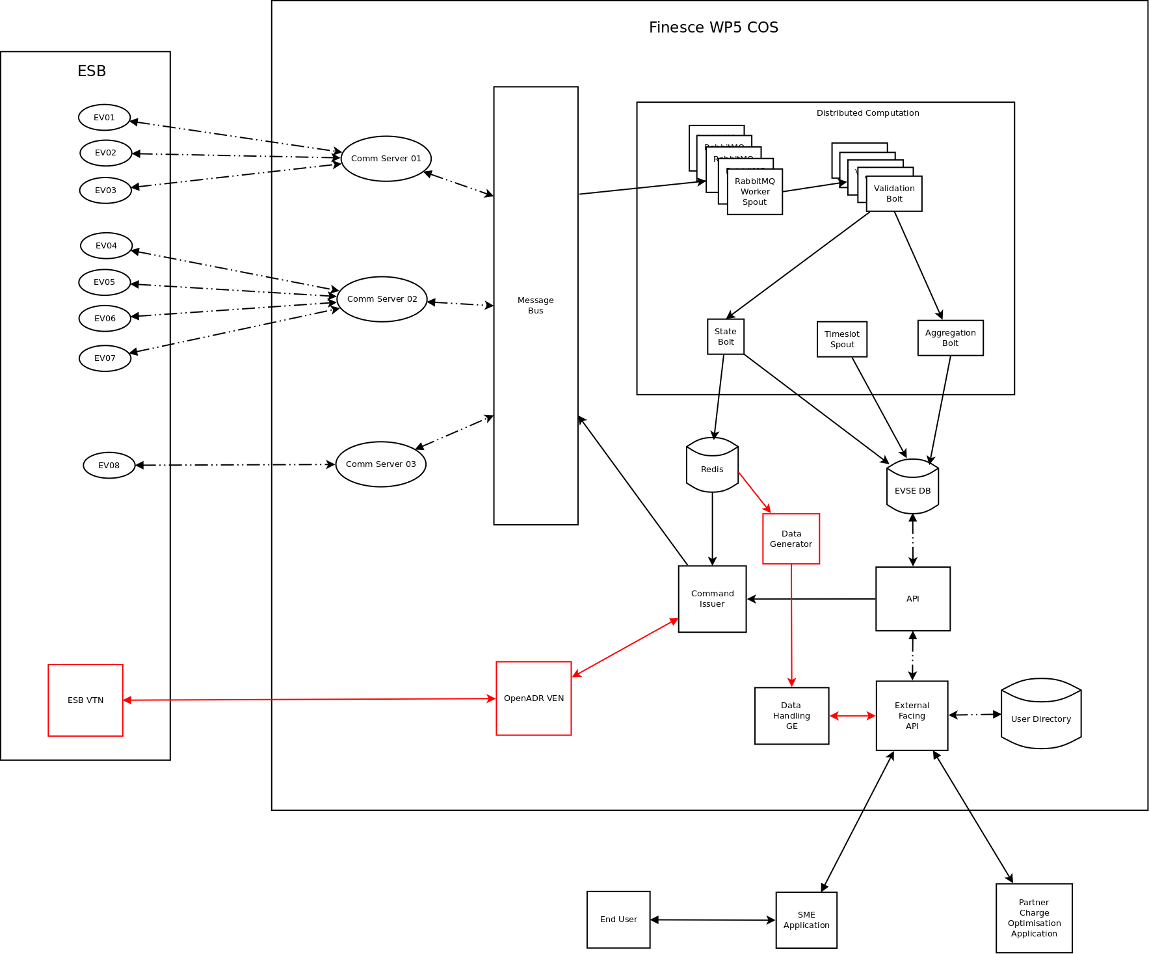 Finesce WP5 COS
ESB
EV01
EV02
EV03
EV04
EV05
EV06
EV07
EV08
Comm Server 01
Comm Server 02
Comm Server 03
Message
Bus
Distributed Computation
RabbitMQ
Worker
Spout
Validation
Bolt
State
Bolt
Timeslot
Spout
Aggregation
Bolt
Redis
EVSE DB
Data
Generator
Command
Issuer
API
ESB VTN
OpenADR VEN
Data
Handling
GE
External
Facing
API
User Directory
End User
SME
Application
Partner
Charge
Optimisation
Application